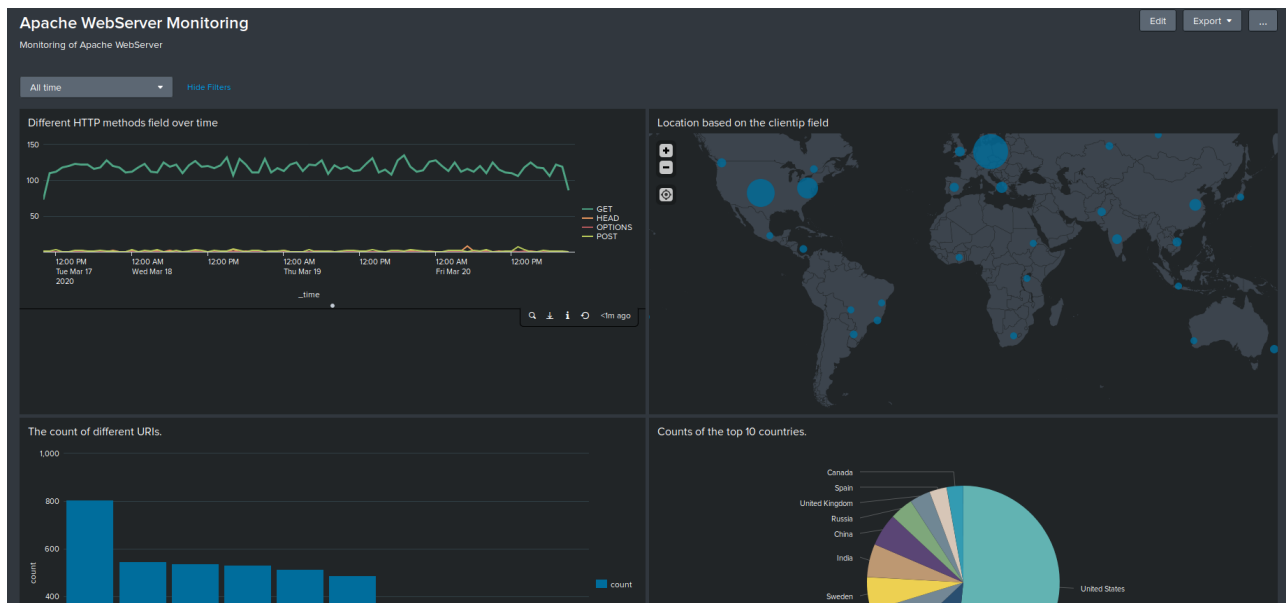 Apache WebServer Monitoring
Edit
Export
...
Monitoring of Apache WebServer
All time
Hide Filters
Different HTTP methods field over time
150
100
50
GET
HEAD
OPTIONS
POST
12:00 PM
Tue Mar 17
2020
12:00 AM
Wed Mar 18
12:00 PM
12:00 AM
Thu Mar 19
12:00 PM
12:00 AM
Fri Mar 20
12:00 PM
_time
<1m ago
Location based on the clientip field
The count of different URIs.
1,000
800
600
400
count
count
Counts of the top 10 countries.
Canada
Spain
United Kingdom
Russia
China
India
Sweden
United States